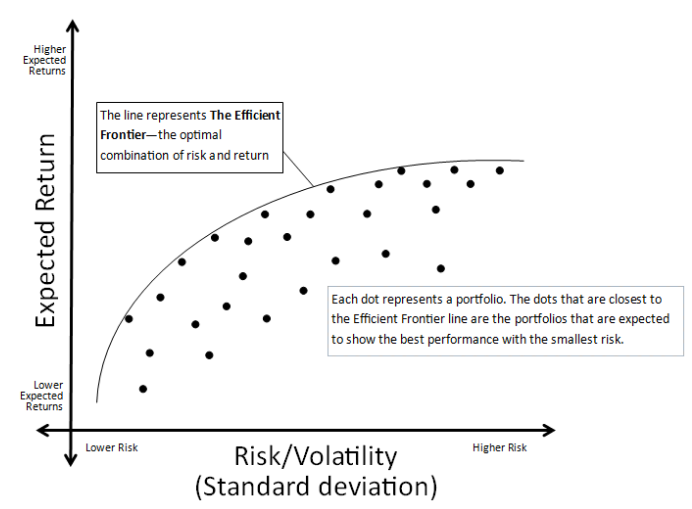 Higher
Expected
Returns
The line represents The Efficient
Frontier—the optimal
combination of risk and return
Expected Return
Each dot represents a portfolio. The dots that are closest to
the Efficient Frontier line are the portfolios that are expected
to show the best performance with the smallest risk.
Lower
Expected
Returns
Lower Risk
Higher Risk
Risk/Volatility
(Standard deviation)